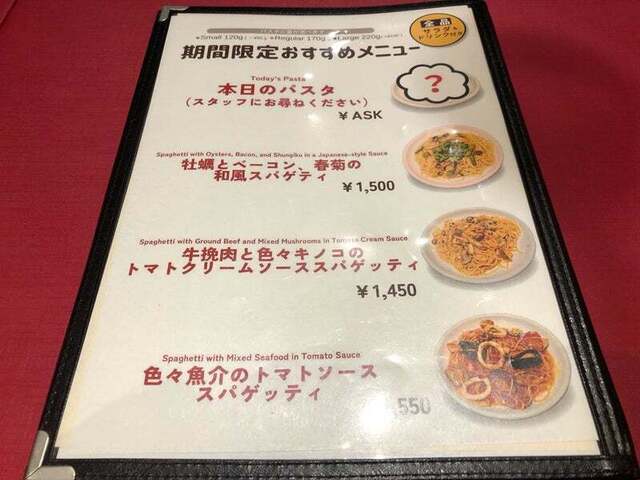 Small 120g
Regular 170g
Large 220g
期間限定おすすめメニュー
全品
サラダ&
ドリンク付き
Today's Pasta
本日のパスタ
(スタッフにお尋ねください)
?
¥ ASK
Spaghetti with Oysters, Bacon, and Shungiku in a Japanese-style Sauce
牡蠣とベーコン、春菊の
和風スパゲティ
¥1,500
Spaghetti with Ground Beef and Mixed Mushrooms in Tomato Cream Sauce
牛挽肉と色々キノコの
トマトクリームソーススパゲッティ
¥1,450
Spaghetti with Mixed Seafood in Tomato Sauce
色々魚介のトマトソース
スパゲッティ
550